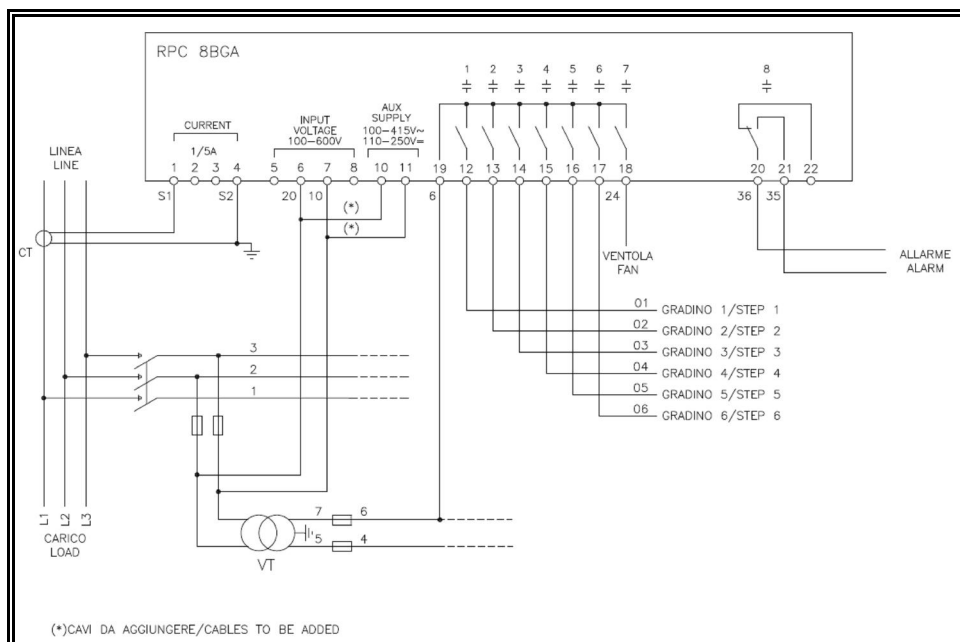 RPC 8BGA
1 2 3 4 5 6 7 8
CURRENT
1/5A
INPUT
VOLTAGE
100-600V
AUX
SUPPLY
100-415V~
110-250V=
LINEA
LINE
1 2 3 4 5 6 7 8 10 11 19 12 13 14 15 16 17 18 20 21 22
S1 S2 20 10 6 24 36 35
(*)
(*)
CT
VENTOLA
FAN
ALLARME
ALARM
01 GRADINO 1/STEP 1
02 GRADINO 2/STEP 2
03 GRADINO 3/STEP 3
04 GRADINO 4/STEP 4
05 GRADINO 5/STEP 5
06 GRADINO 6/STEP 6
3
2
1
L1 L2 L3
CARICO
LOAD
7 6
5 4
VT
(*)CAVI DA AGGIUNGERE/CABLES TO BE ADDED